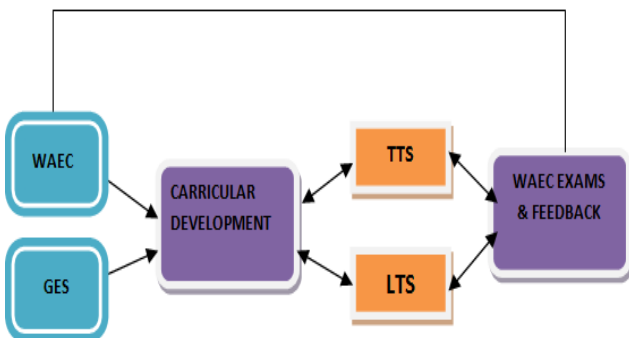 WAEC
GES
CARRICULAR
DEVELOPMENT
TTS
LTS
WAEC EXAMS
& FEEDBACK